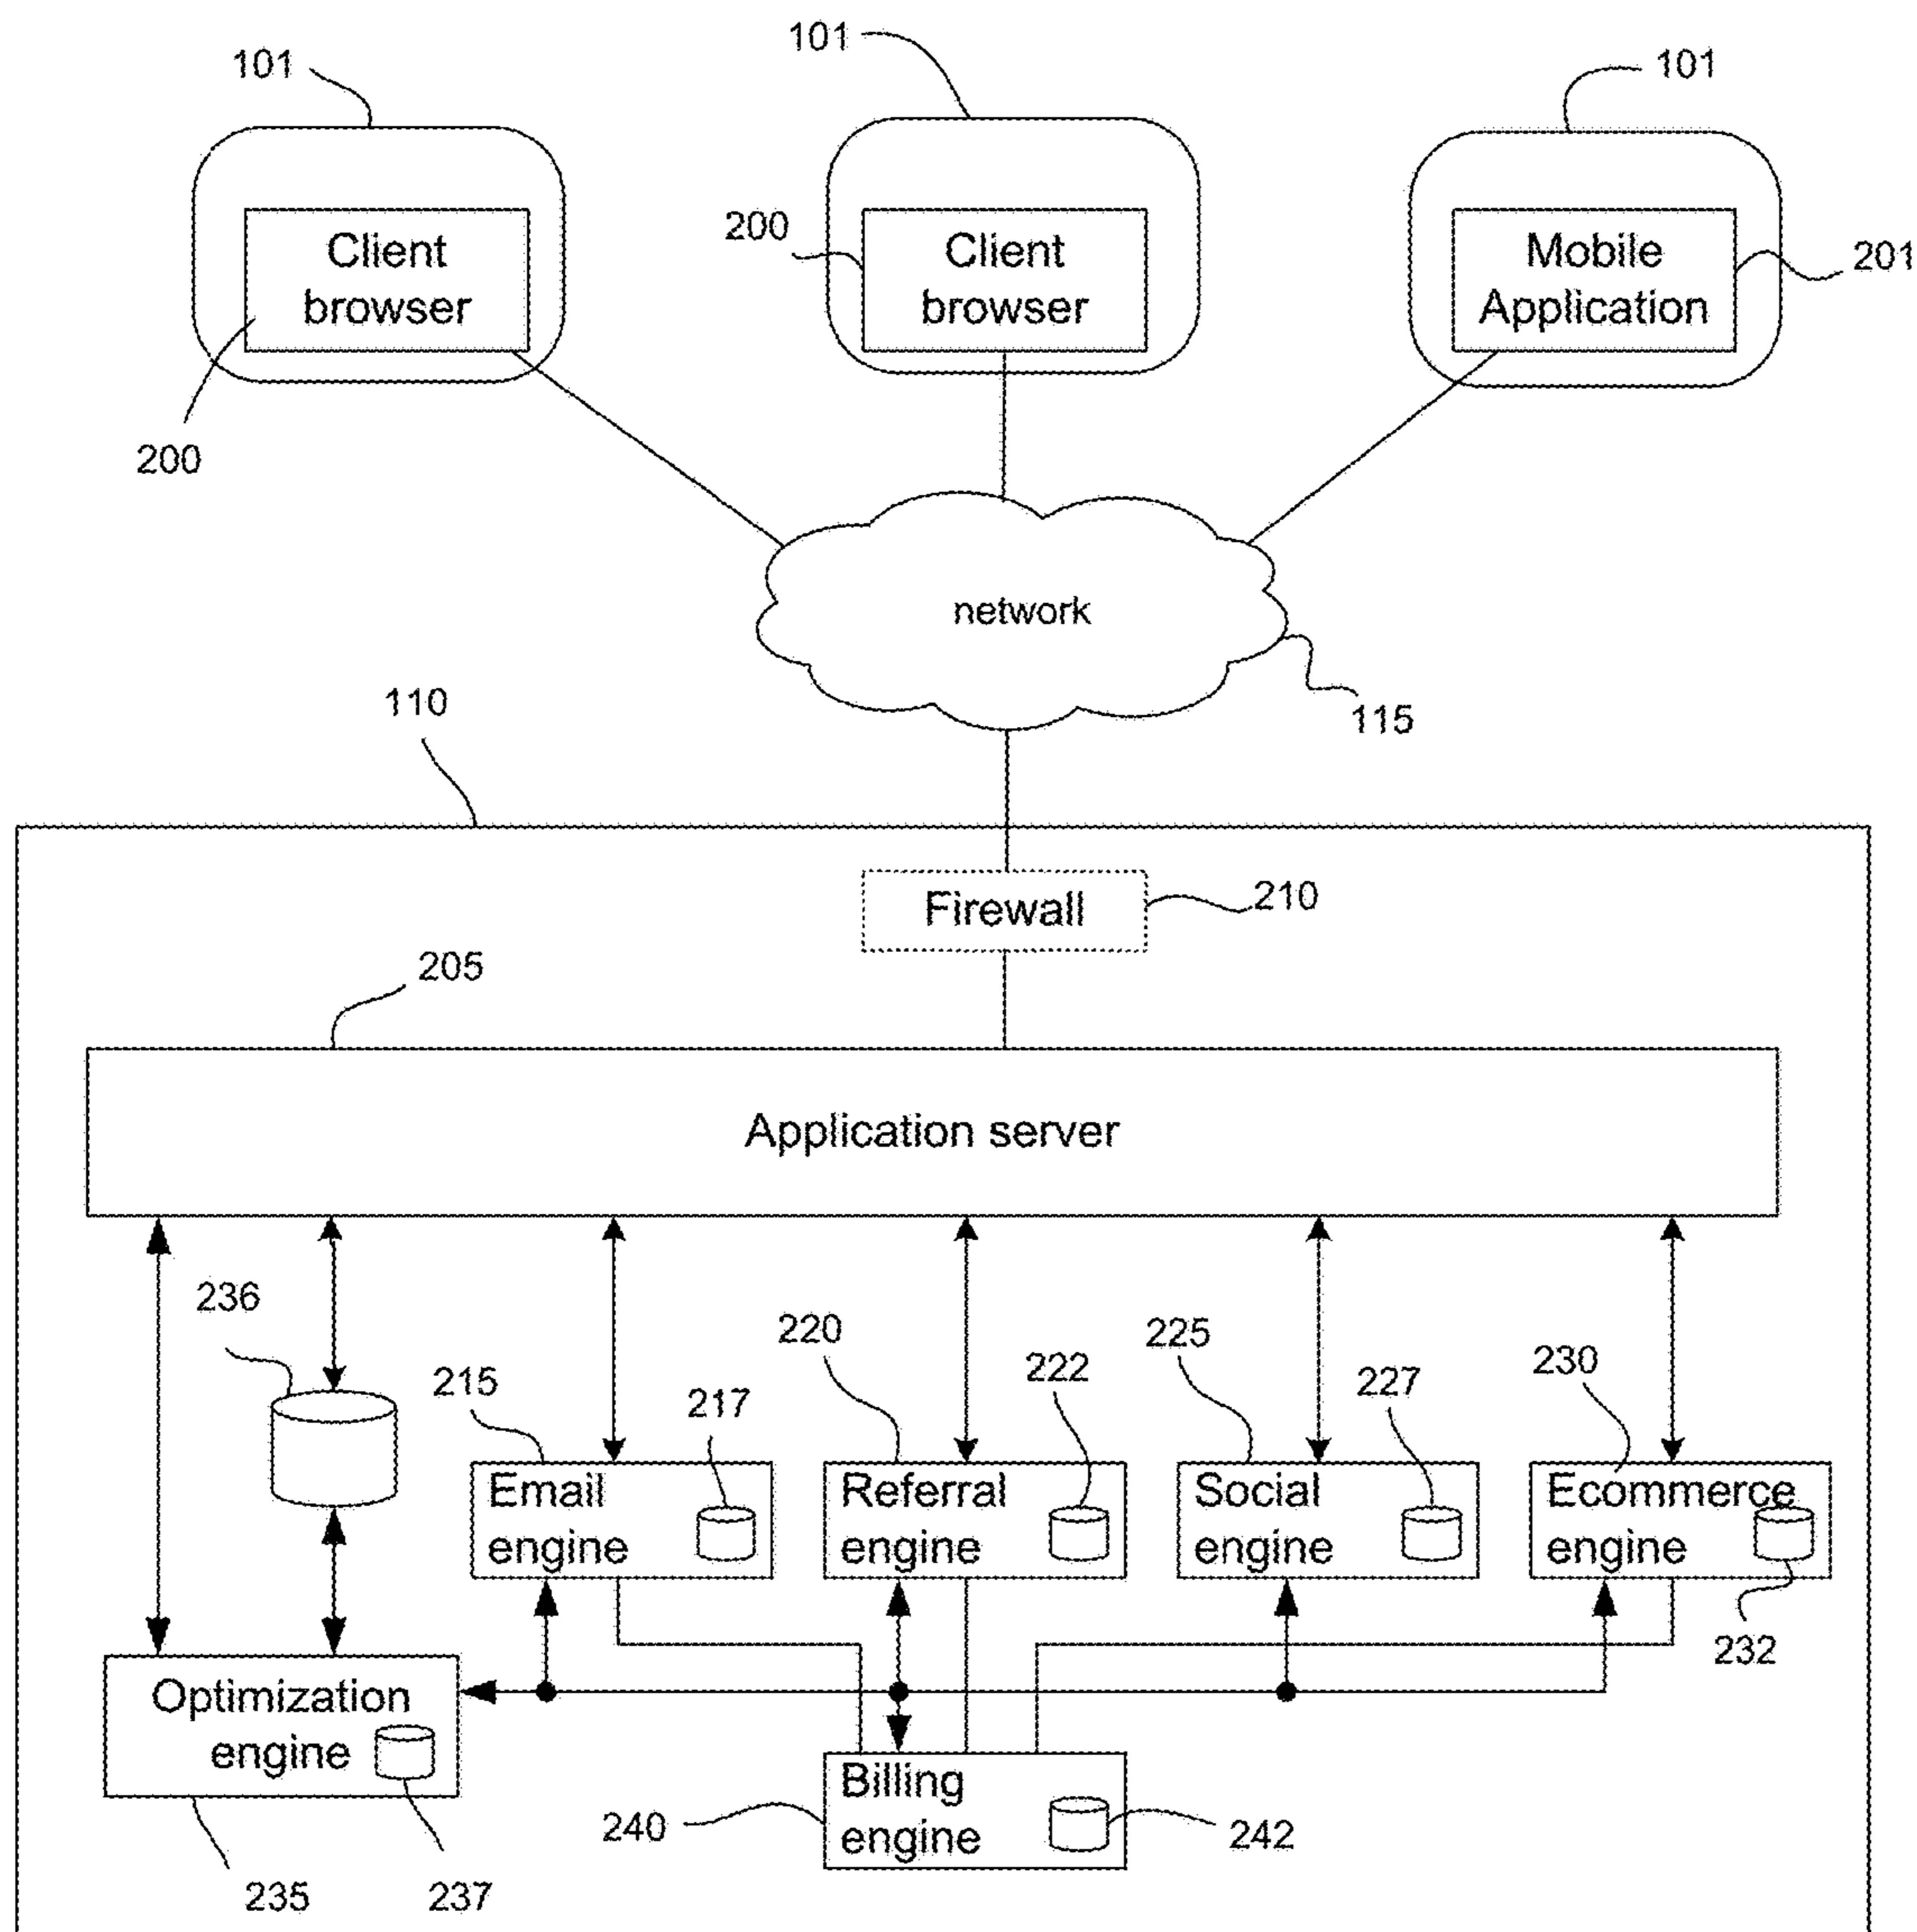 101
101
101
Client
browser
200
200
Client
browser
Mobile
Application
201
network
115
110
Firewall
210
205
Application server
236
215
217
220
222
225
227
230
Email
engine
Referral
engine
Social
engine
Ecommerce
engine
232
Optimization
engine
235
237
Billing
engine
240
242